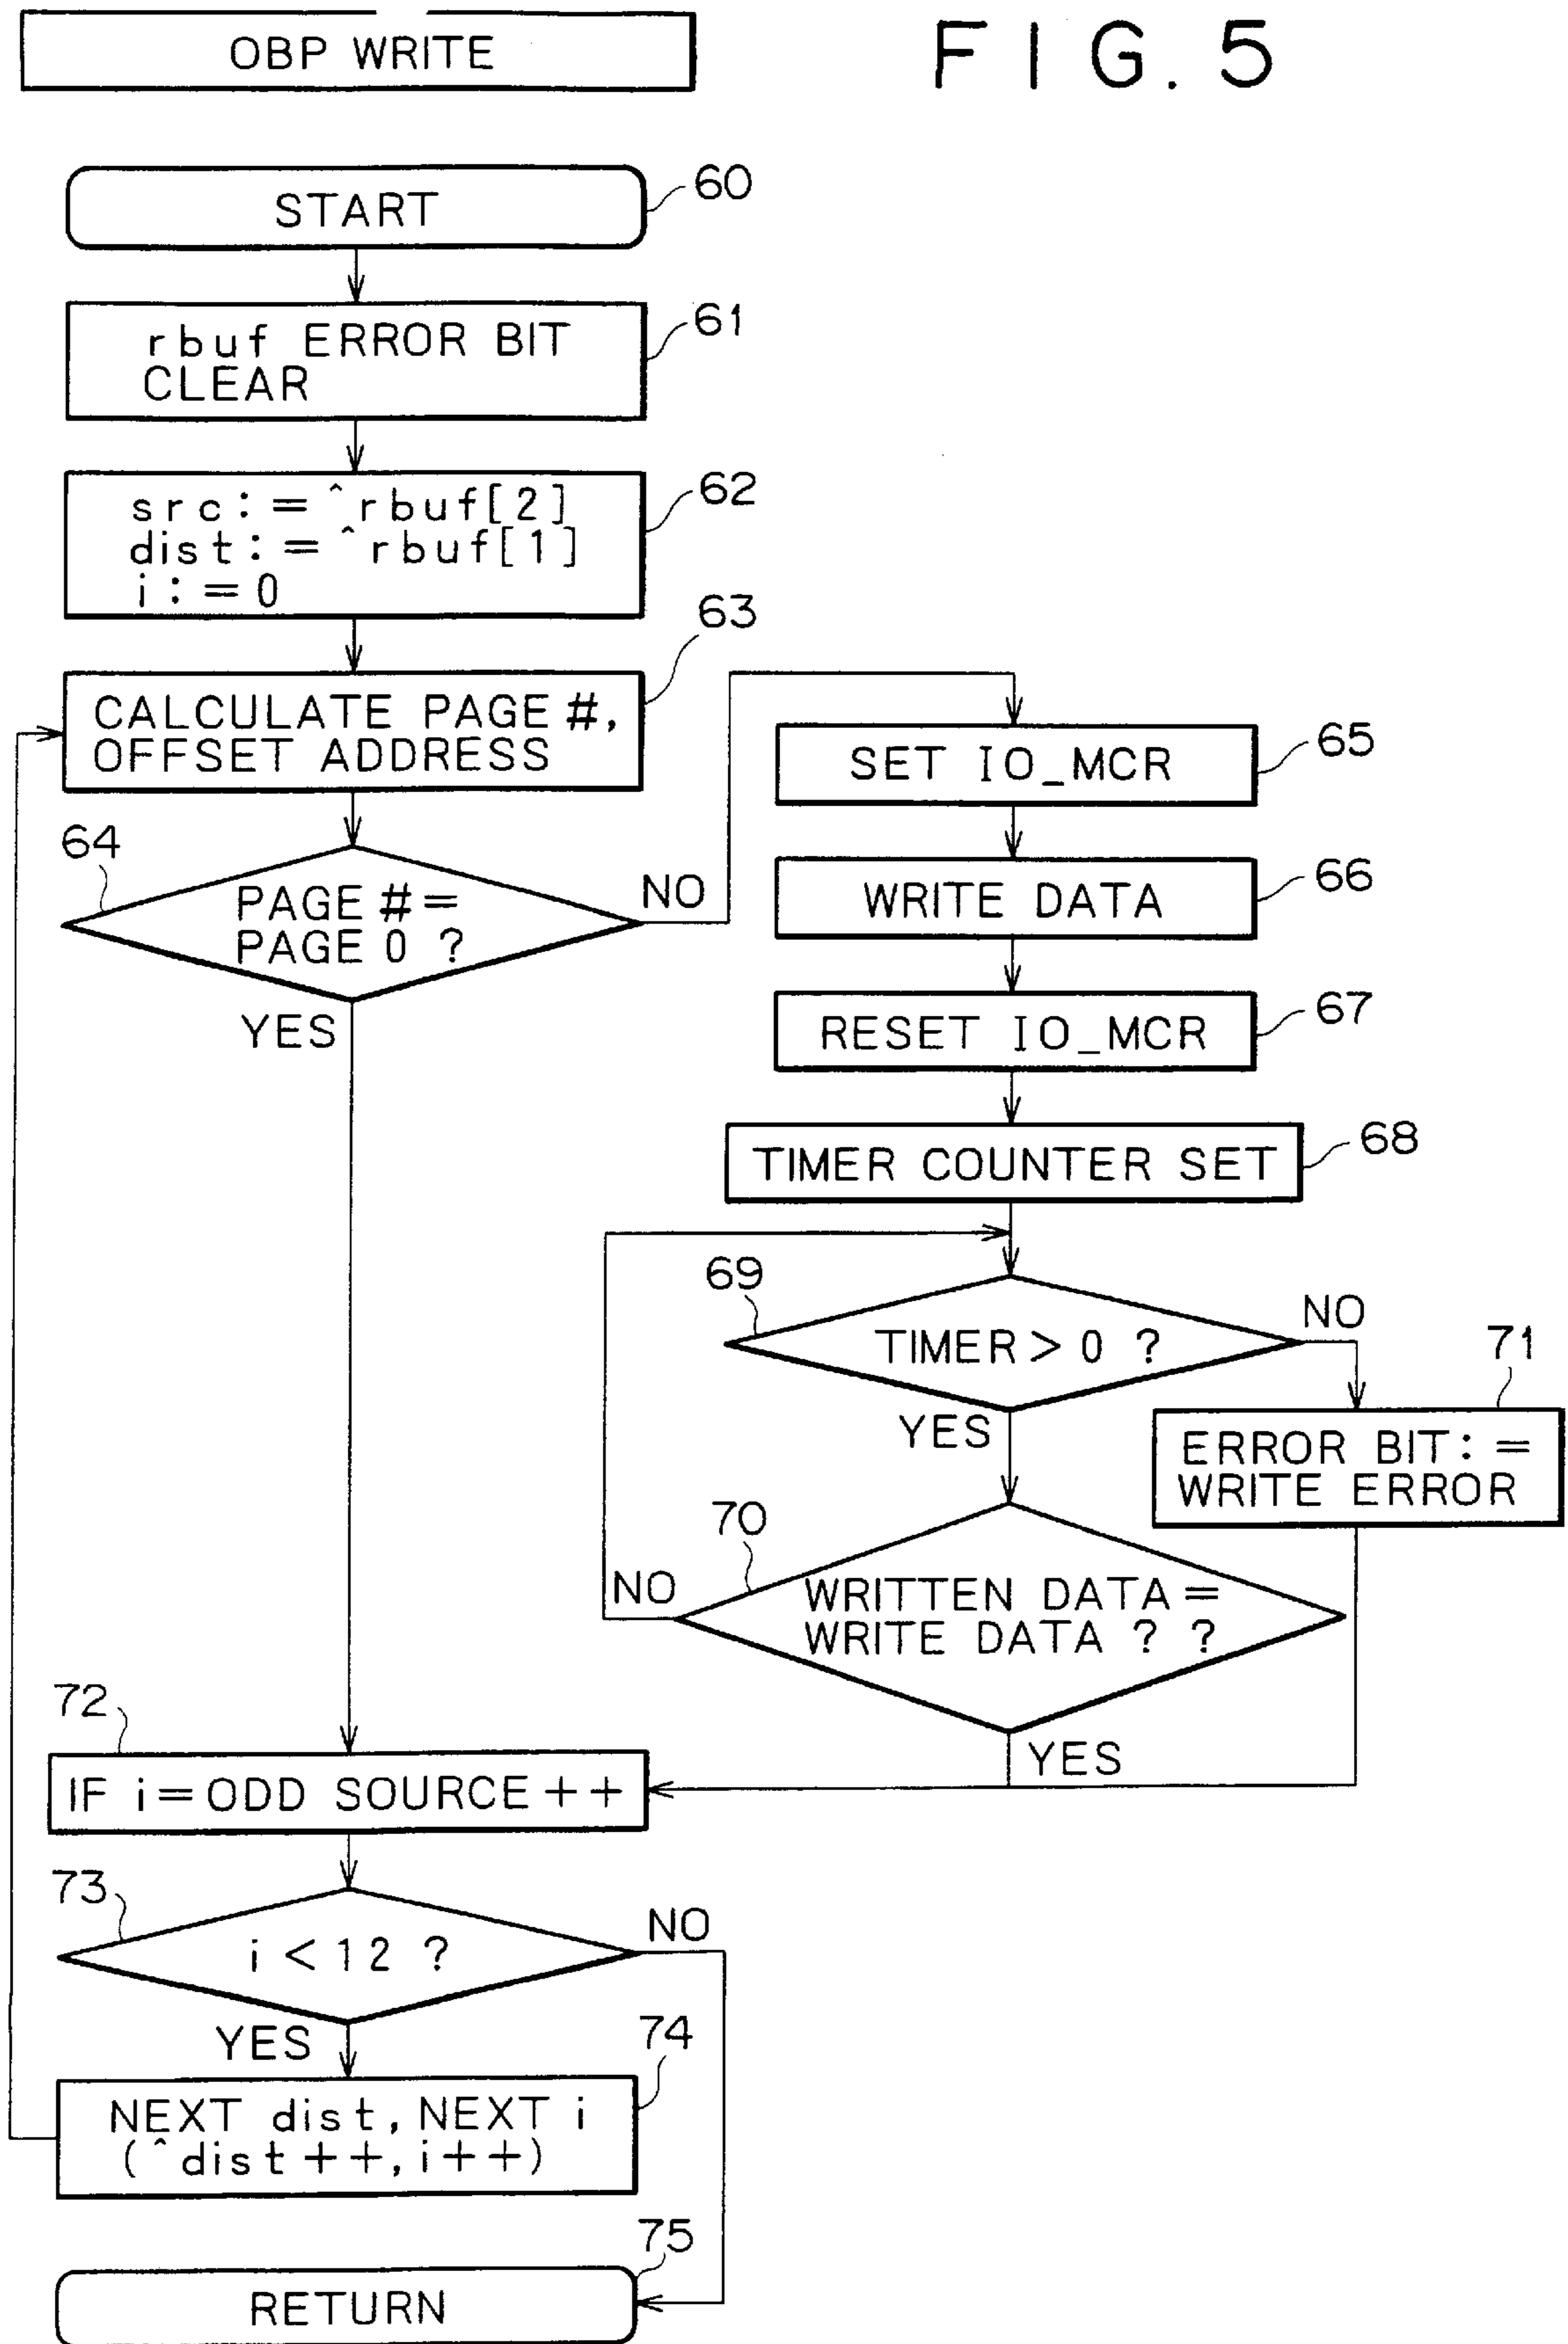 OBP WRITE
FIG. 5
START
60
rbuf ERROR BIT
CLEAR
61
src:=^rbuf[2]
dist:=^rbuf[1]
i:=0
62
63
CALCULATE PAGE #,
OFFSET ADDRESS
64
PAGE #=
PAGE 0 ?
NO
YES
SET IO_MCR
65
WRITE DATA
66
RESET IO_MCR
67
TIMER COUNTER SET
68
69
TIMER > 0 ?
NO
YES
71
ERROR BIT:=
WRITE ERROR
70
WRITTEN DATA=
WRITE DATA ? ?
NO
YES
72
IF i=ODD SOURCE++
73
i < 12 ?
NO
YES
74
NEXT dist, NEXT i
(^dist++, i++)
75
RETURN